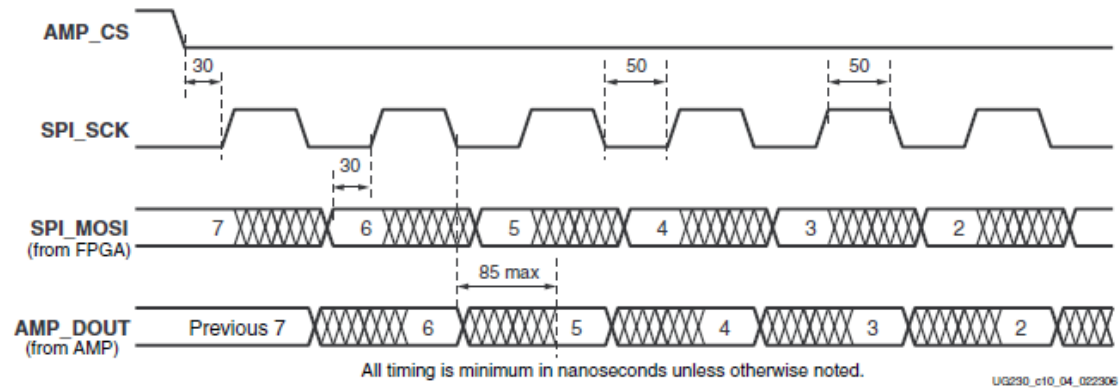 AMP_CS
30
50
50
SPI_SCK
30
SPI_MOSI
(from FPGA)
7 6 5 4 3 2
85 max
AMP_DOUT
(from AMP)
Previous 7 6 5 4 3 2
All timing is minimum in nanoseconds unless otherwise noted.
UG230_c10_04_022306